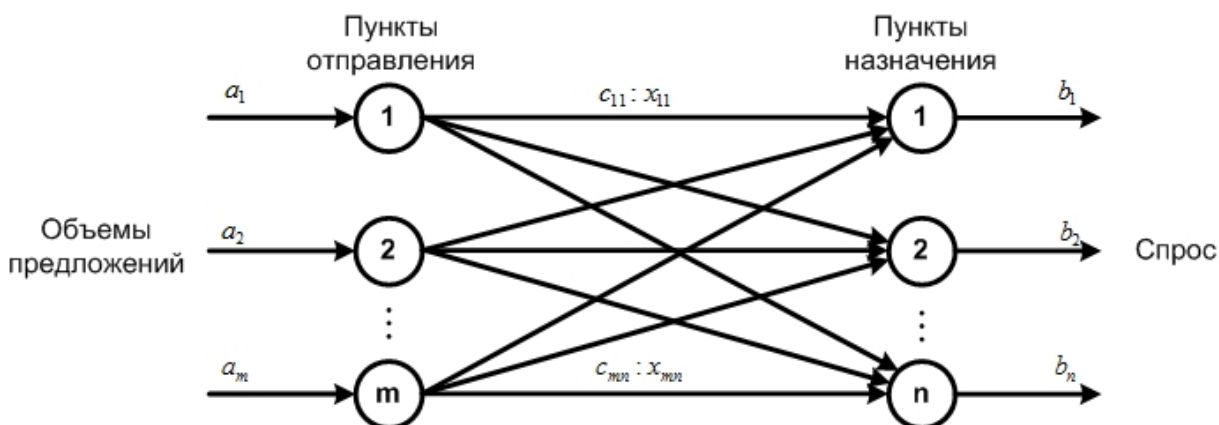 Пункты
отправления
Пункты
назначения
a₁
1
c₁₁ : x₁₁
1
b₁
Объемы
предложений
a₂
2
2
b₂
Спрос
⋮
⋮
aₘ
m
cₘₙ : xₘₙ
n
bₙ